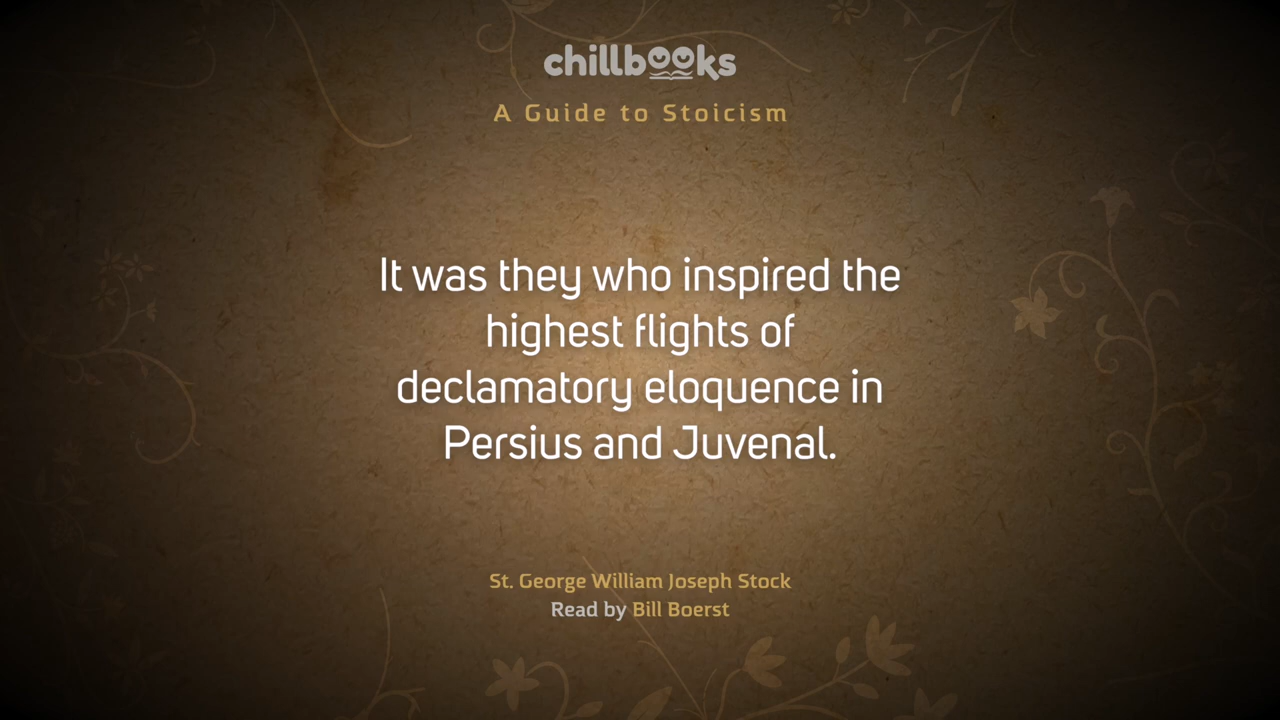 chillbooks
A Guide to Stoicism
It was they who inspired the
highest flights of
declamatory eloquence in
Persius and Juvenal.
St. George William Joseph Stock
Read by Bill Boerst